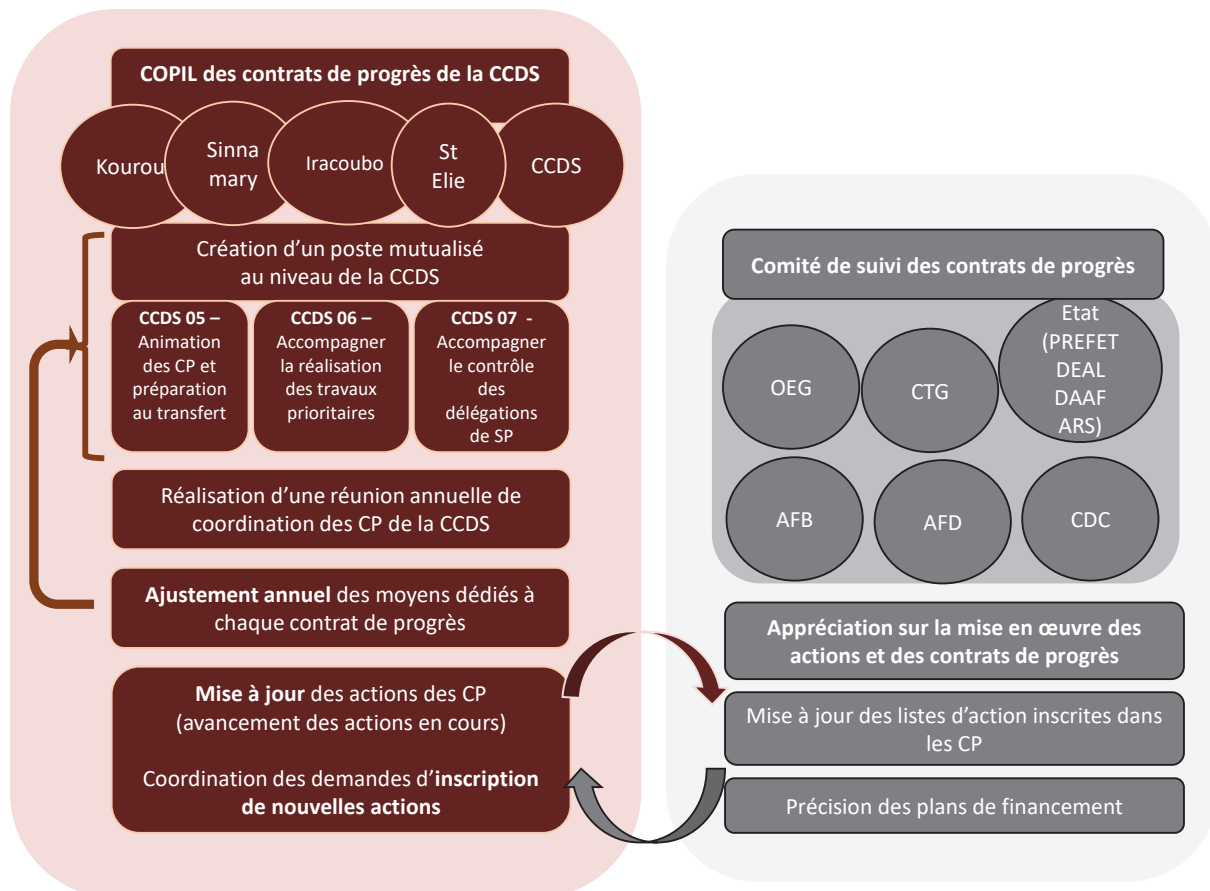 COPIL des contrats de progrès de la CCDS
Kourou
Sinna
mary
Iracoubo
St
Elie
CCDS
Création d'un poste mutualisé
au niveau de la CCDS
CCDS 05 –
Animation
des CP et
préparation
au transfert
CCDS 06 –
Accompagner
la réalisation
des travaux
prioritaires
CCDS 07 -
Accompagner
le contrôle
des
délégations
de SP
Réalisation d'une réunion annuelle de
coordination des CP de la CCDS
Ajustement annuel des moyens dédiés à
chaque contrat de progrès
Mise à jour des actions des CP
(avancement des actions en cours)
Coordination des demandes d'inscription
de nouvelles actions
Comité de suivi des contrats de progrès
OEG
CTG
Etat
(PREFET
DEAL
DAAF
ARS)
AFB
AFD
CDC
Appréciation sur la mise en œuvre des
actions et des contrats de progrès
Mise à jour des listes d'action inscrites dans
les CP
Précision des plans de financement